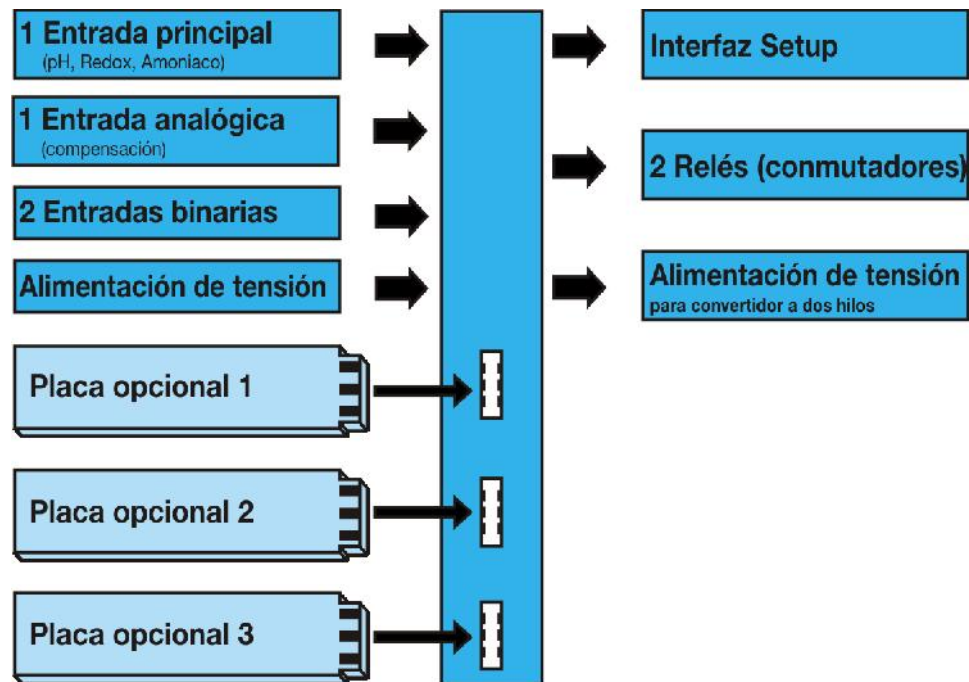 1 Entrada principal
(pH, Redox, Amoniaco)
1 Entrada analógica
(compensación)
2 Entradas binarias
Alimentación de tensión
Placa opcional 1
Placa opcional 2
Placa opcional 3
Interfaz Setup
2 Relés (conmutadores)
Alimentación de tensión
para convertidor a dos hilos